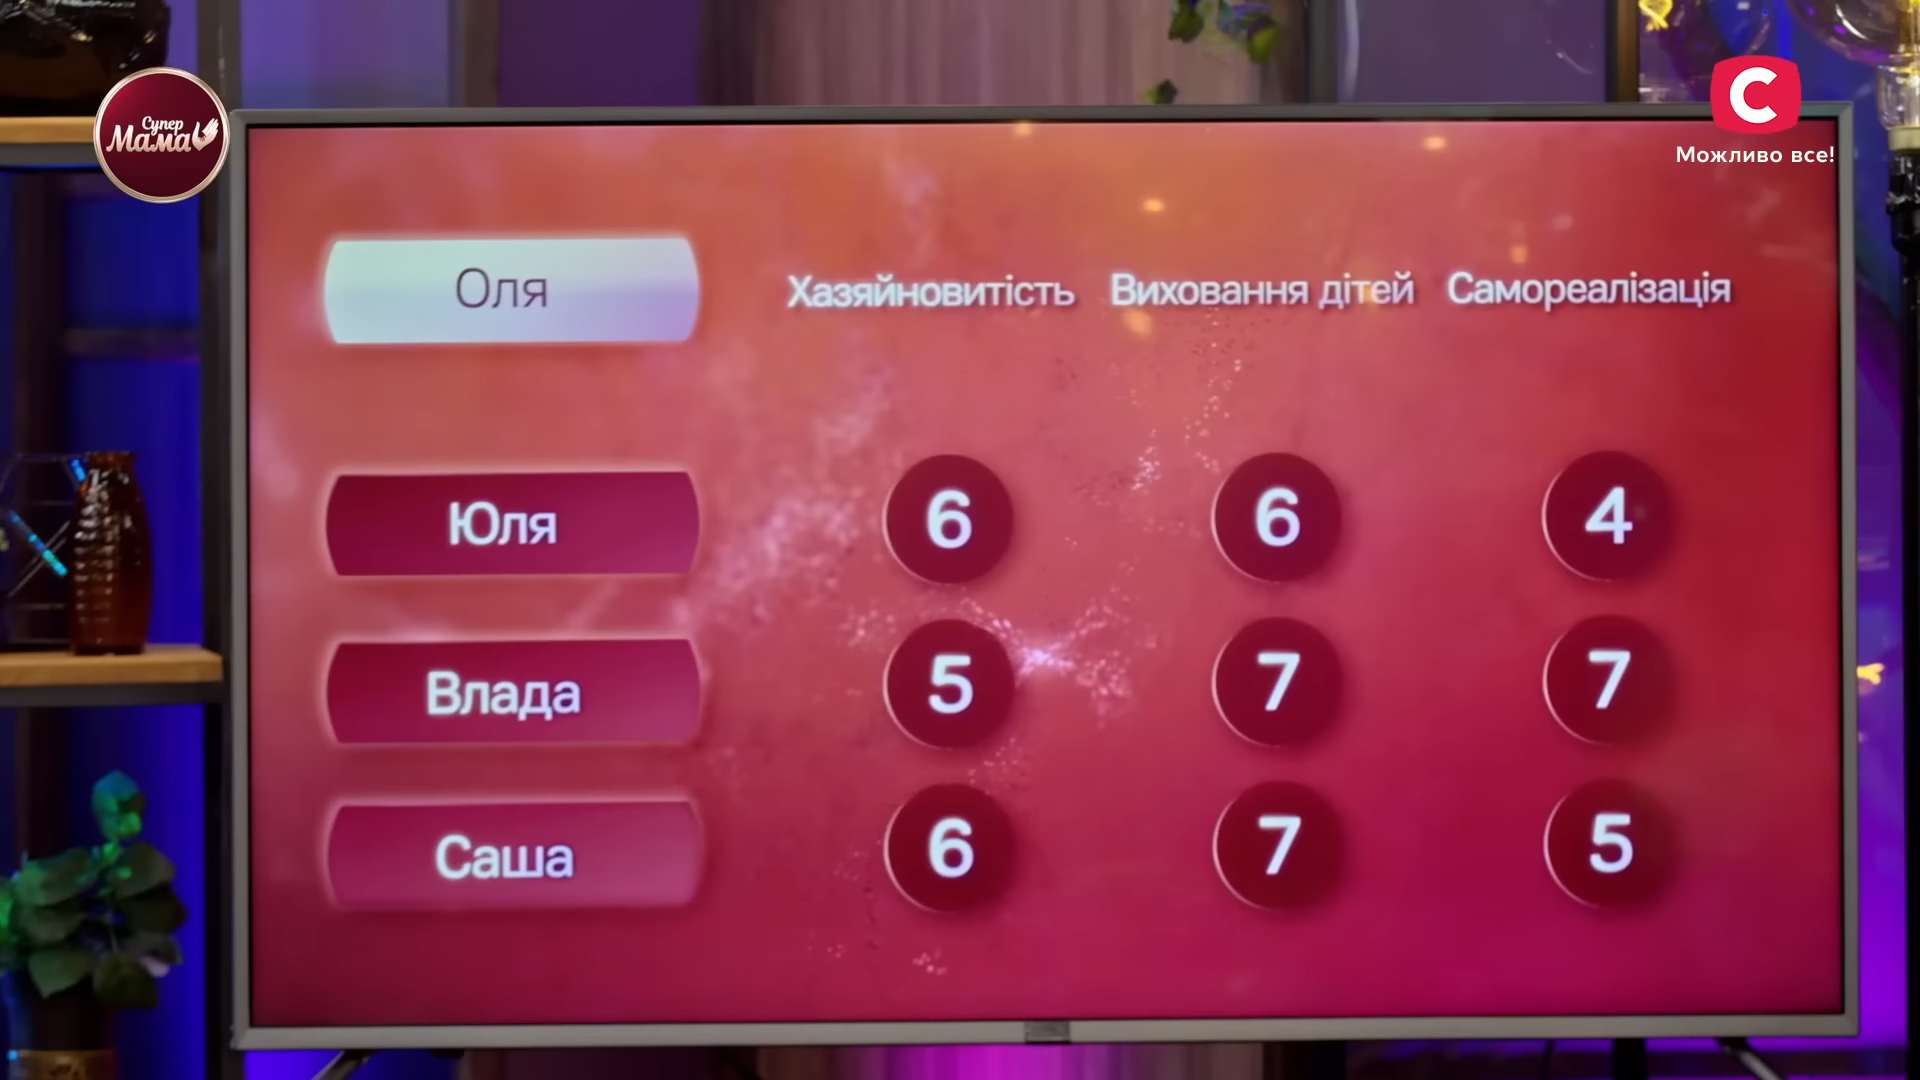 Супер
Мама
С
Можливо все!
Оля Хазяйновитість Виховання дітей Самореалізація
Юля 6 6 4
Влада 5 7 7
Саша 6 7 5